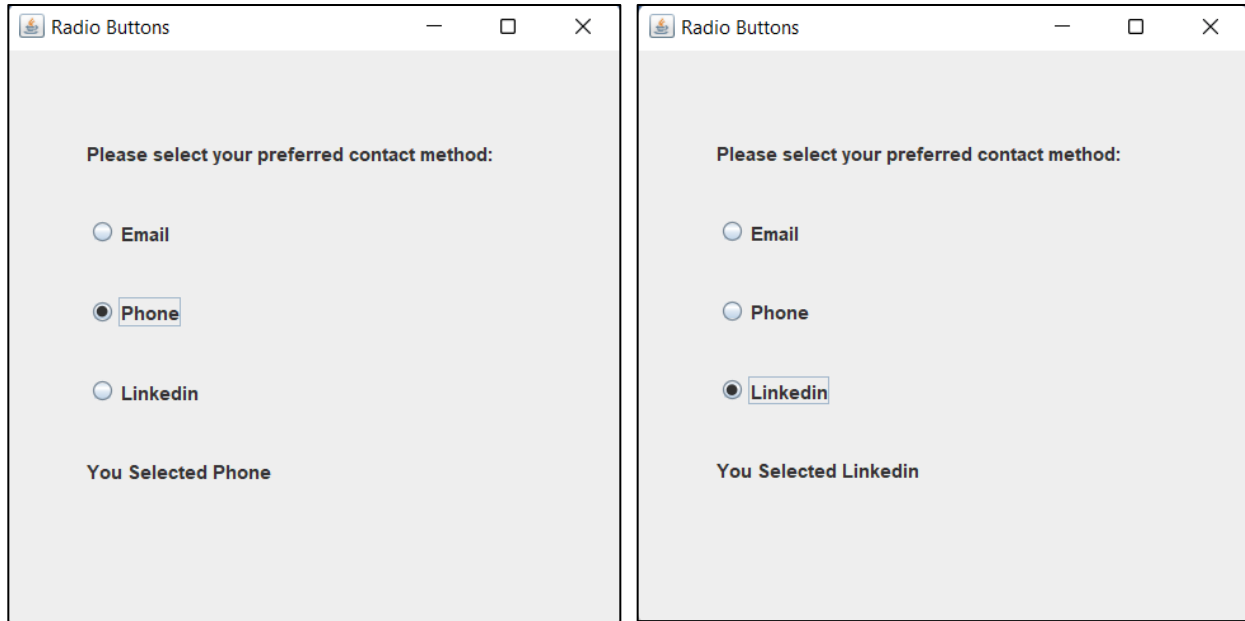 Radio Buttons
Please select your preferred contact method:
Email
Phone
Linkedin
You Selected Phone
Radio Buttons
Please select your preferred contact method:
Email
Phone
Linkedin
You Selected Linkedin